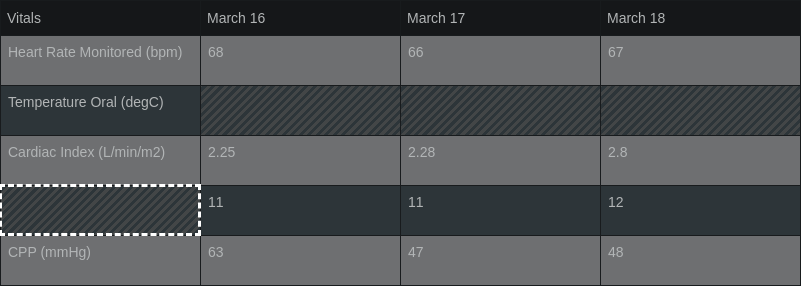 Vitals March 16 March 17 March 18
Heart Rate Monitored (bpm) 68 66 67
Temperature Oral (degC)
Cardiac Index (L/min/m2) 2.25 2.28 2.8
11 11 12
CPP (mmHg) 63 47 48